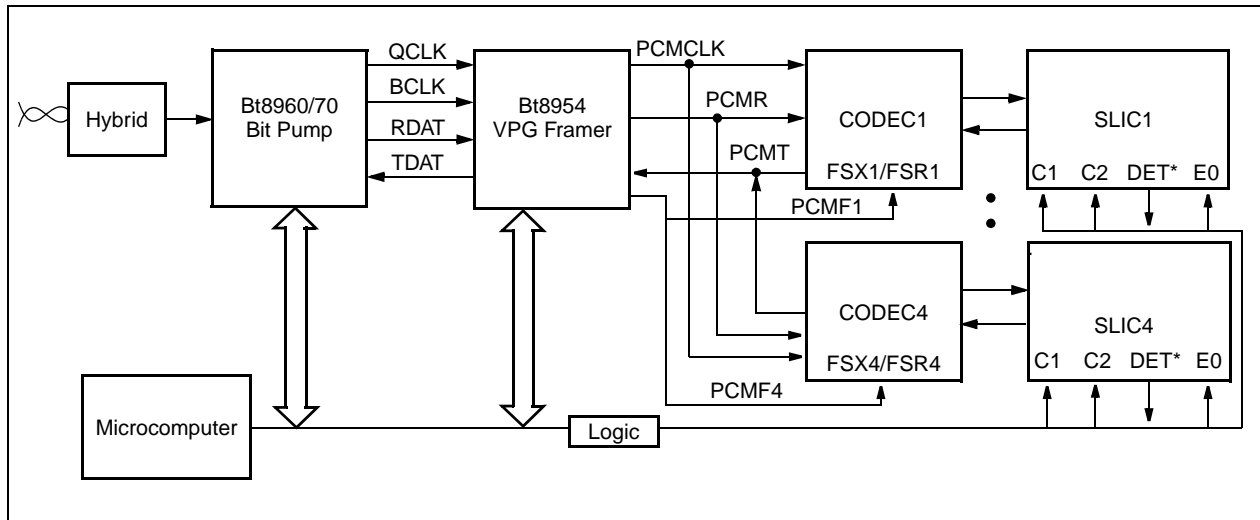 QCLK
BCLK
RDAT
TDAT
Hybrid
Bt8960/70
Bit Pump
Bt8954
VPG Framer
PCMCLK
PCMR
PCMT
PCMF1
PCMF4
CODEC1
FSX1/FSR1
SLIC1
C1 C2 DET* E0
CODEC4
FSX4/FSR4
SLIC4
C1 C2 DET* E0
Microcomputer
Logic